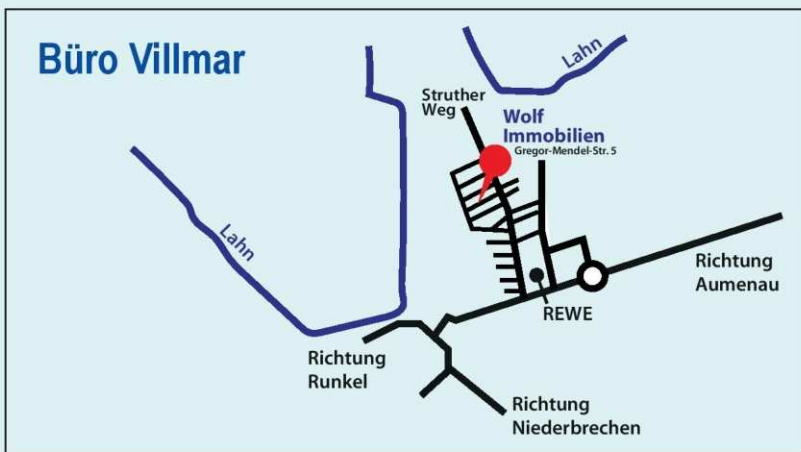 Büro Villmar
Lahn
Struther
Weg
Wolf
Immobilien
Gregor-Mendel-Str. 5
Lahn
Richtung
Aumenau
REWE
Richtung
Runkel
Richtung
Niederbrechen